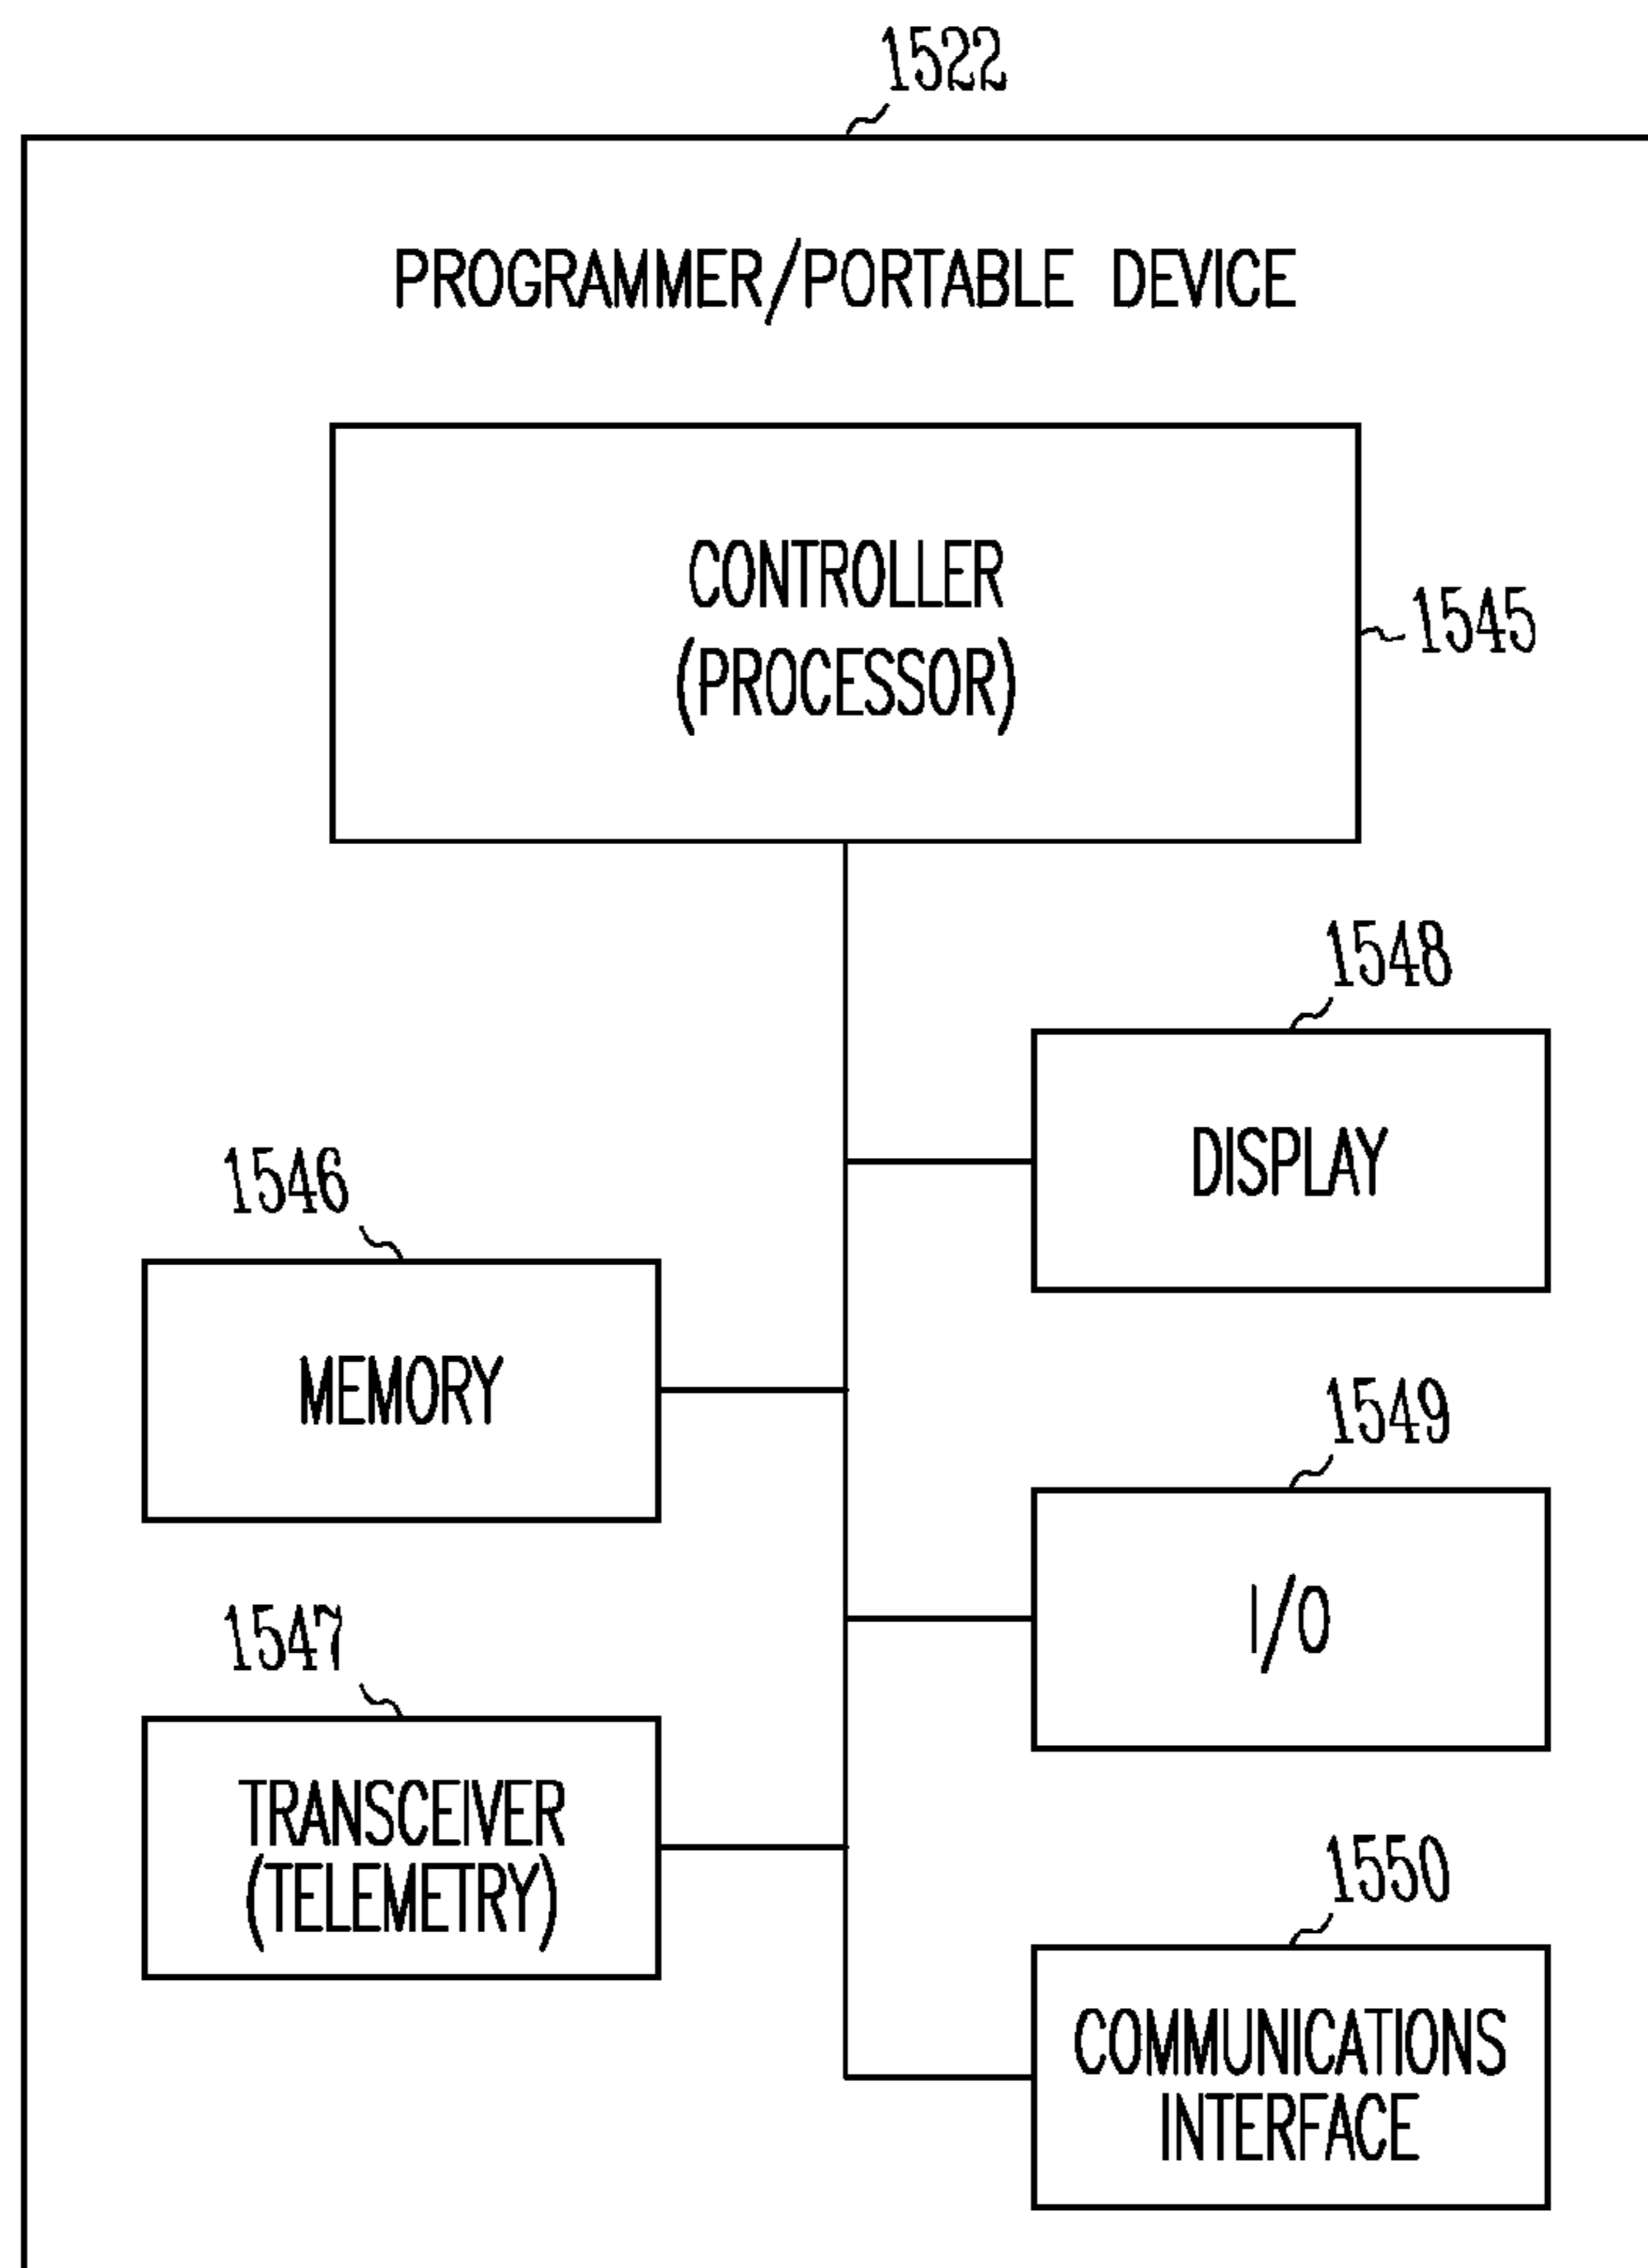 1522
PROGRAMMER/PORTABLE DEVICE
CONTROLLER
(PROCESSOR)
1545
1548
DISPLAY
1546
MEMORY
1549
I/O
1547
TRANSCEIVER
(TELEMETRY)
1550
COMMUNICATIONS
INTERFACE